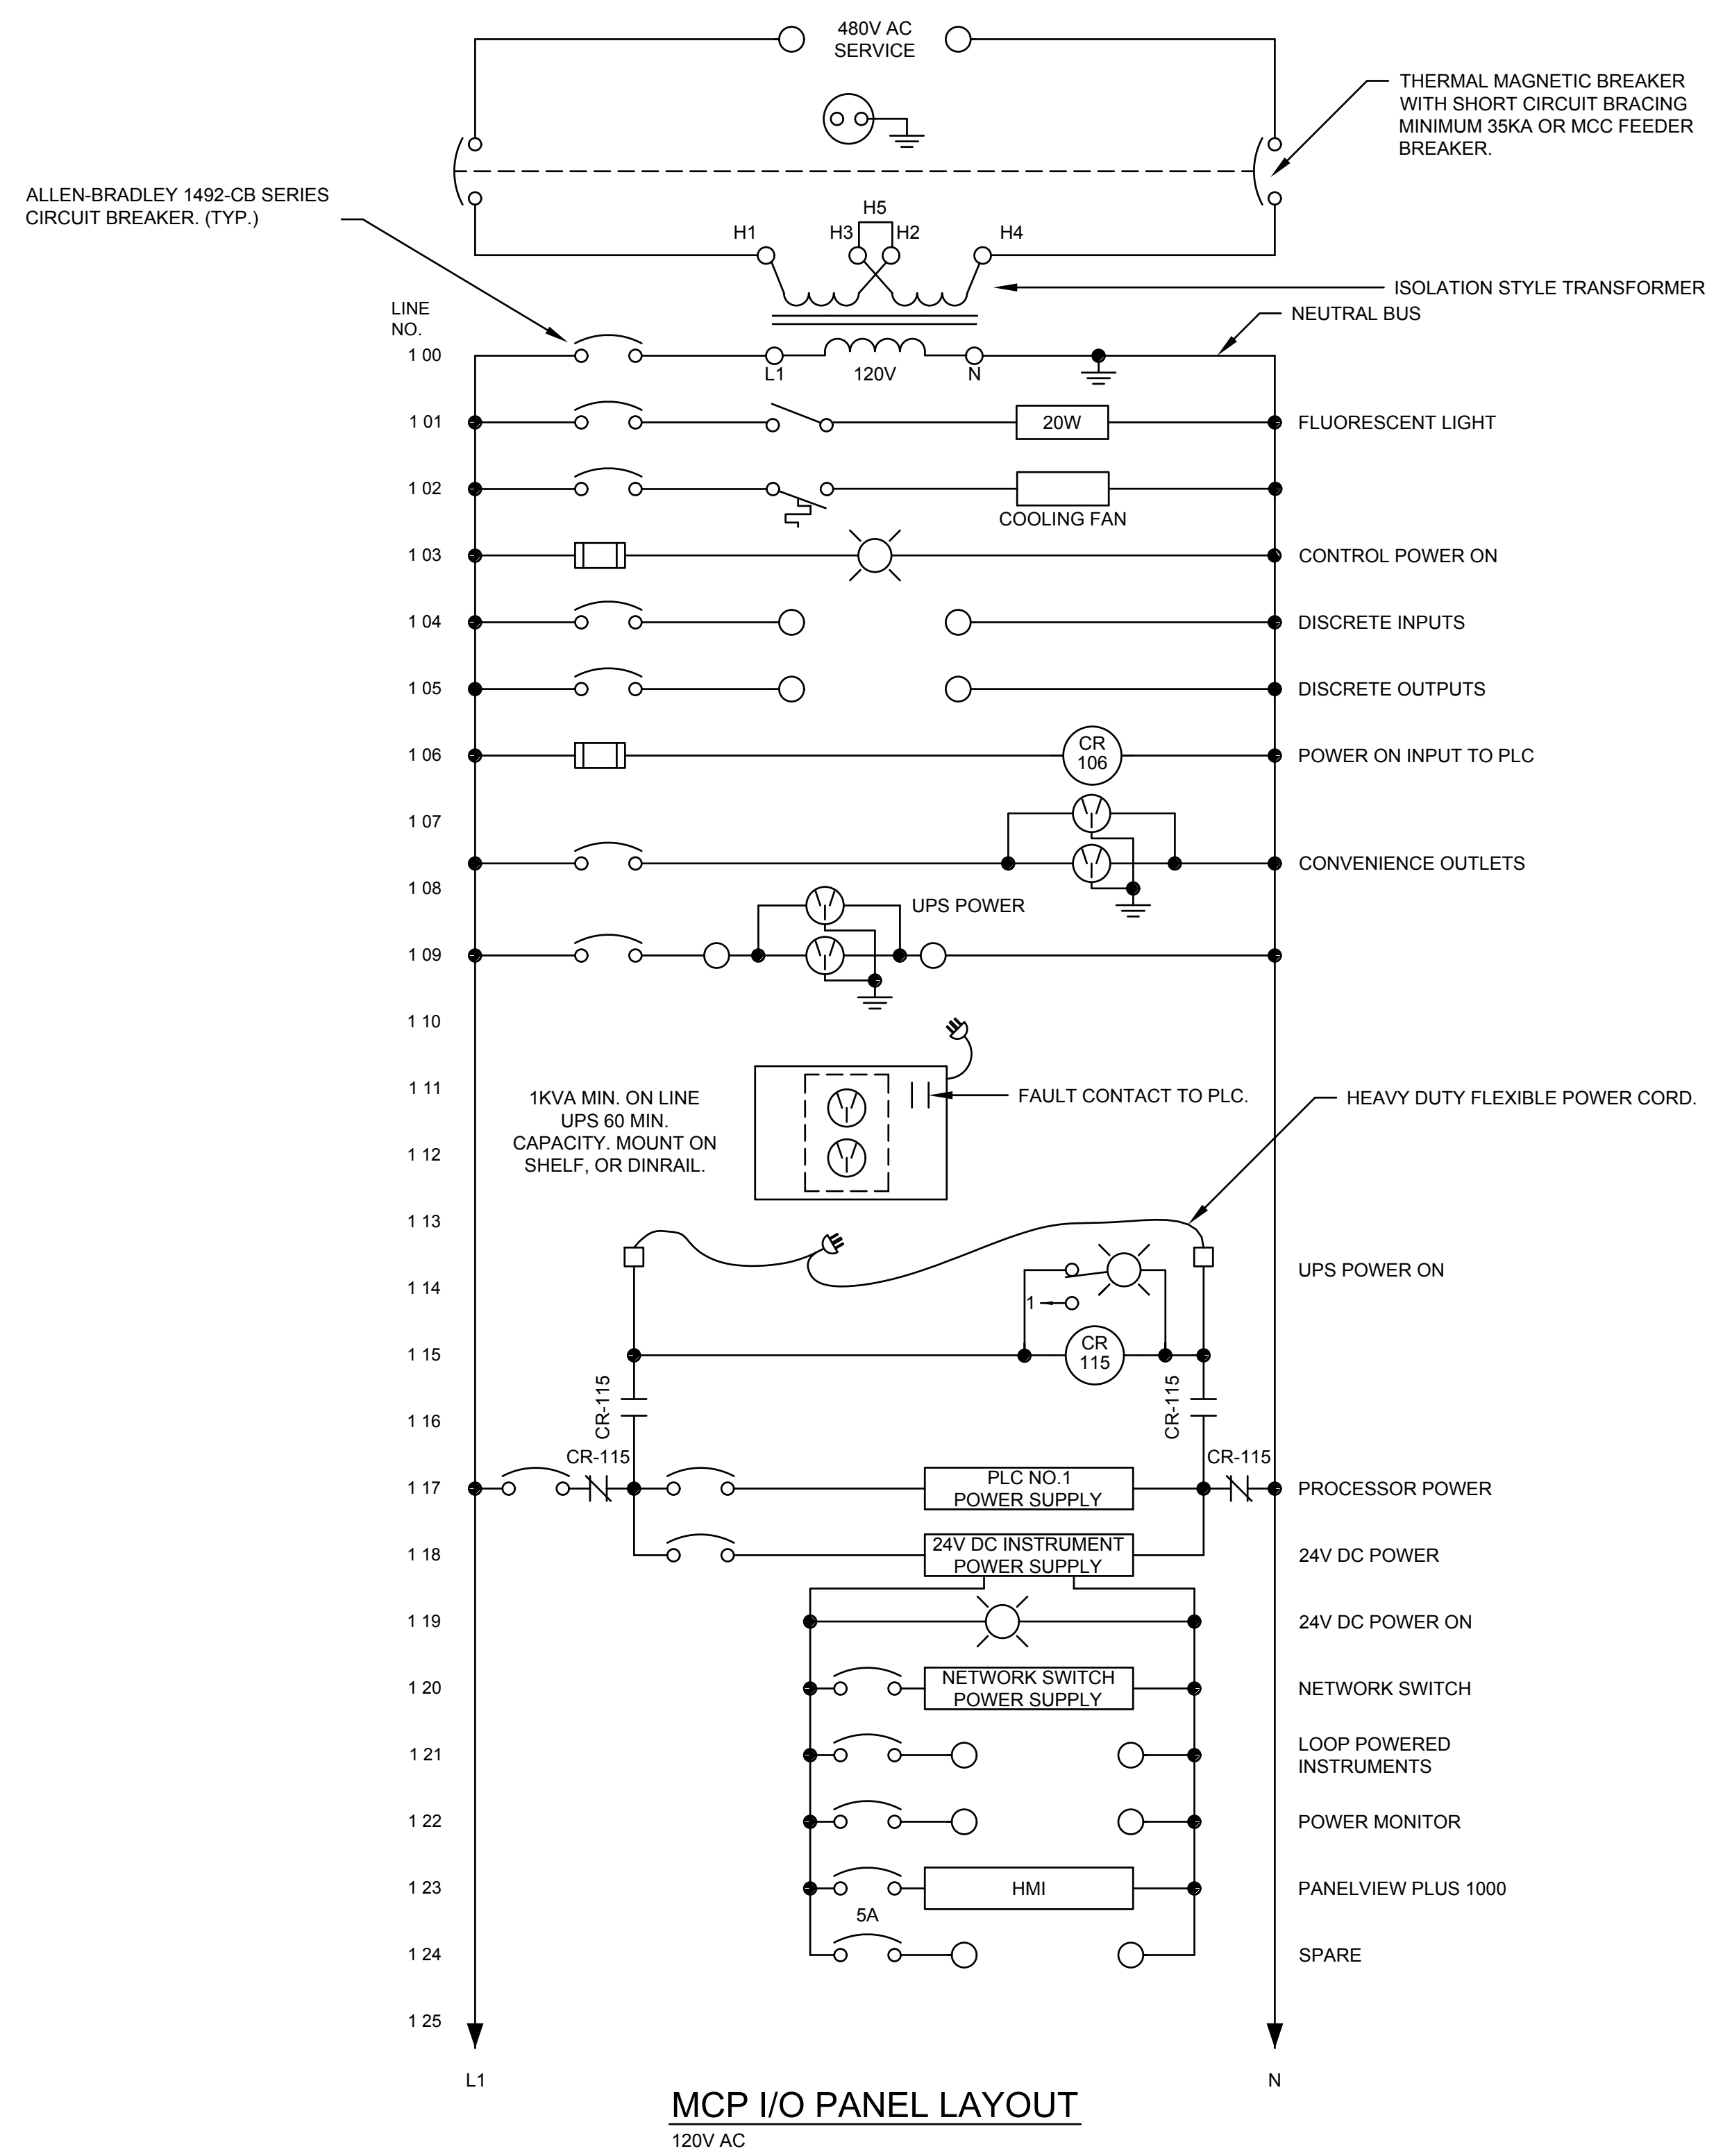 480V AC
SERVICE
THERMAL MAGNETIC BREAKER
WITH SHORT CIRCUIT BRACING
MINIMUM 35KA OR MCC FEEDER
BREAKER.
ALLEN-BRADLEY 1492-CB SERIES
CIRCUIT BREAKER. (TYP.)
H5
H1 H3 H2 H4
ISOLATION STYLE TRANSFORMER
NEUTRAL BUS
LINE
NO.
1 00
L1 120V N
1 01 20W FLUORESCENT LIGHT
1 02
COOLING FAN
1 03 CONTROL POWER ON
1 04 DISCRETE INPUTS
1 05 DISCRETE OUTPUTS
1 06 CR
106 POWER ON INPUT TO PLC
1 07
CONVENIENCE OUTLETS
1 08
UPS POWER
1 09
1 10
1 11
1KVA MIN. ON LINE
UPS 60 MIN.
CAPACITY. MOUNT ON
SHELF, OR DINRAIL.
FAULT CONTACT TO PLC.
HEAVY DUTY FLEXIBLE POWER CORD.
1 12
1 13
UPS POWER ON
1 14
1
1 15
CR
115
CR-115
CR-115
1 16
CR-115
CR-115
1 17
PLC NO.1
POWER SUPPLY
PROCESSOR POWER
1 18
24V DC INSTRUMENT
POWER SUPPLY
24V DC POWER
1 19 24V DC POWER ON
1 20
NETWORK SWITCH
POWER SUPPLY
NETWORK SWITCH
1 21
LOOP POWERED
INSTRUMENTS
1 22 POWER MONITOR
1 23 HMI PANELVIEW PLUS 1000
5A
1 24 SPARE
1 25
L1 N
MCP I/O PANEL LAYOUT
120V AC